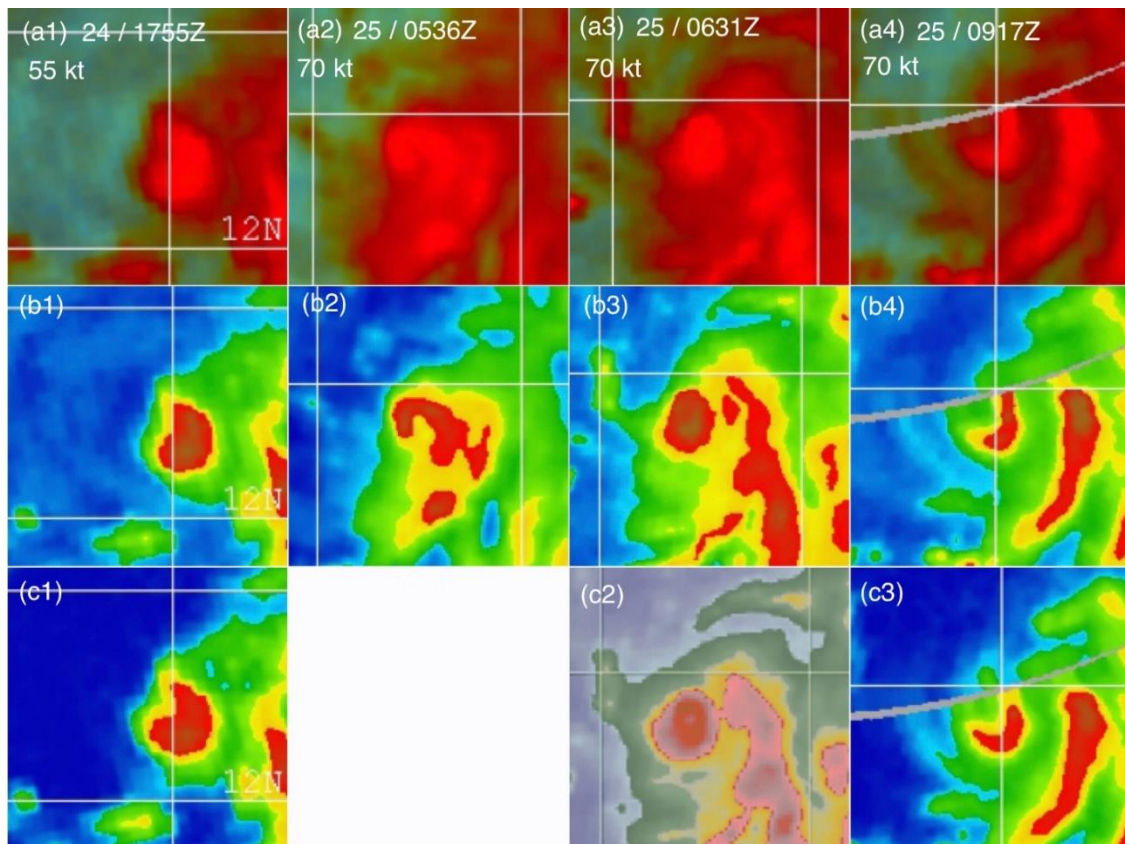 (a1) 24 / 1755Z
55 kt
12N
(a2) 25 / 0536Z
70 kt
(a3) 25 / 0631Z
70 kt
(a4) 25 / 0917Z
70 kt
(b1)
12N
(b2)
(b3)
(b4)
(c1)
12N
(c2)
(c3)